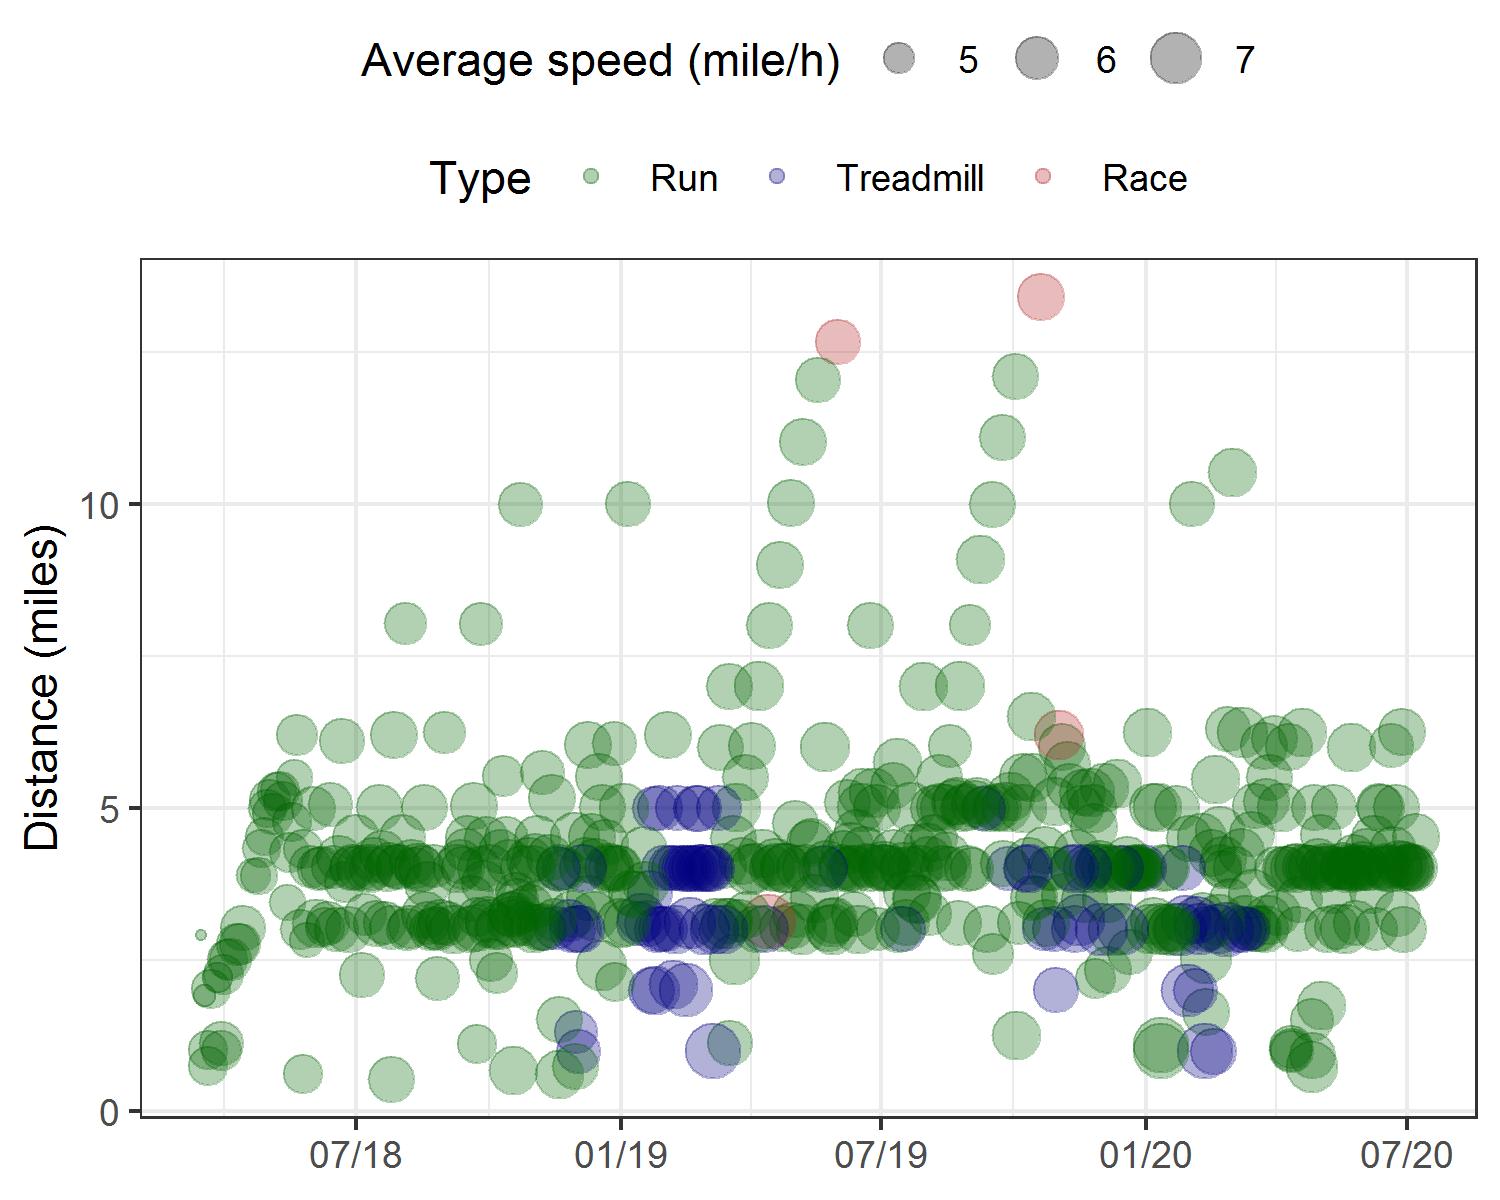 Average speed (mile/h) 5 6 7
Type Run Treadmill Race
Distance (miles)
10
5
0
07/18 01/19 07/19 01/20 07/20